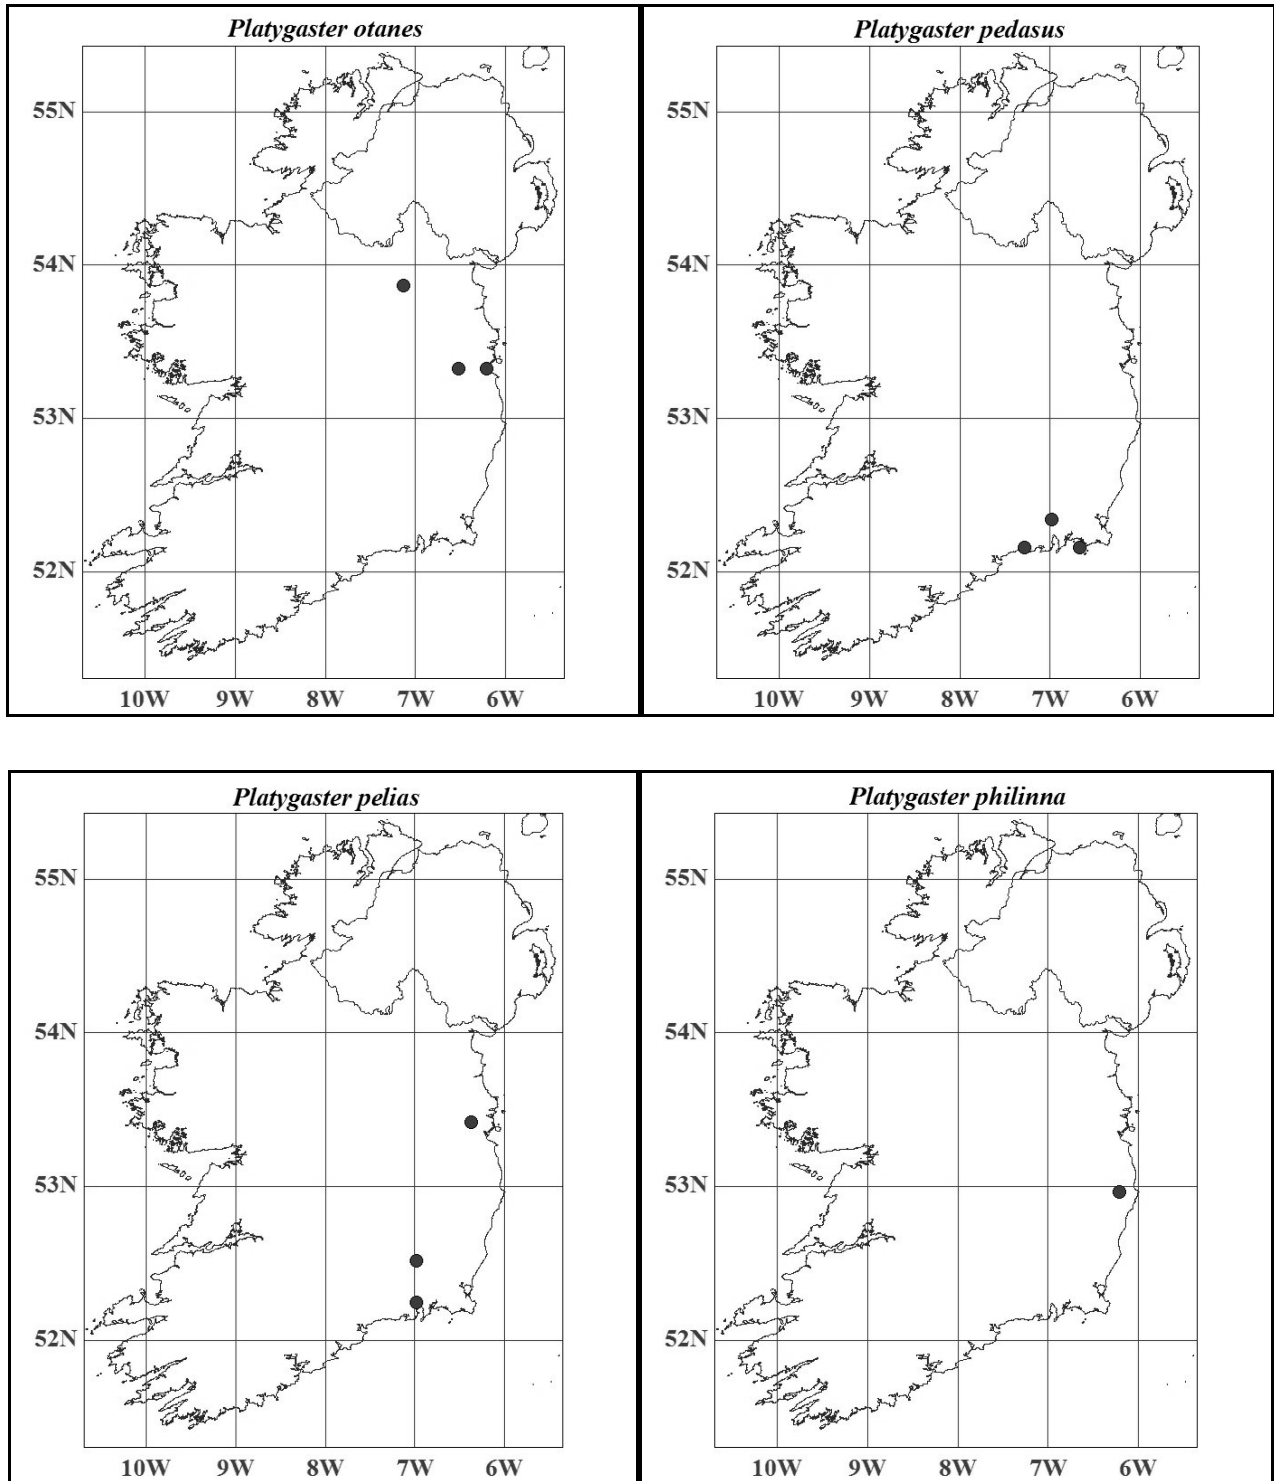 Platygaster otanes
55N
54N
53N
52N
10W 9W 8W 7W 6W
Platygaster pedasus
55N
54N
53N
52N
10W 9W 8W 7W 6W
Platygaster pelias
55N
54N
53N
52N
10W 9W 8W 7W 6W
Platygaster philinna
55N
54N
53N
52N
10W 9W 8W 7W 6W